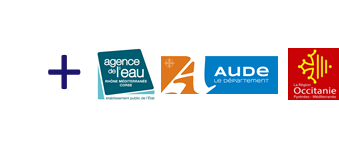 agence
de l'eau
RHÔNE MÉDITERRANÉE
CORSE
établissement public de l'État
AUDE
LE DÉPARTEMENT
La Région
Occitanie
Pyrénées - Méditerranée